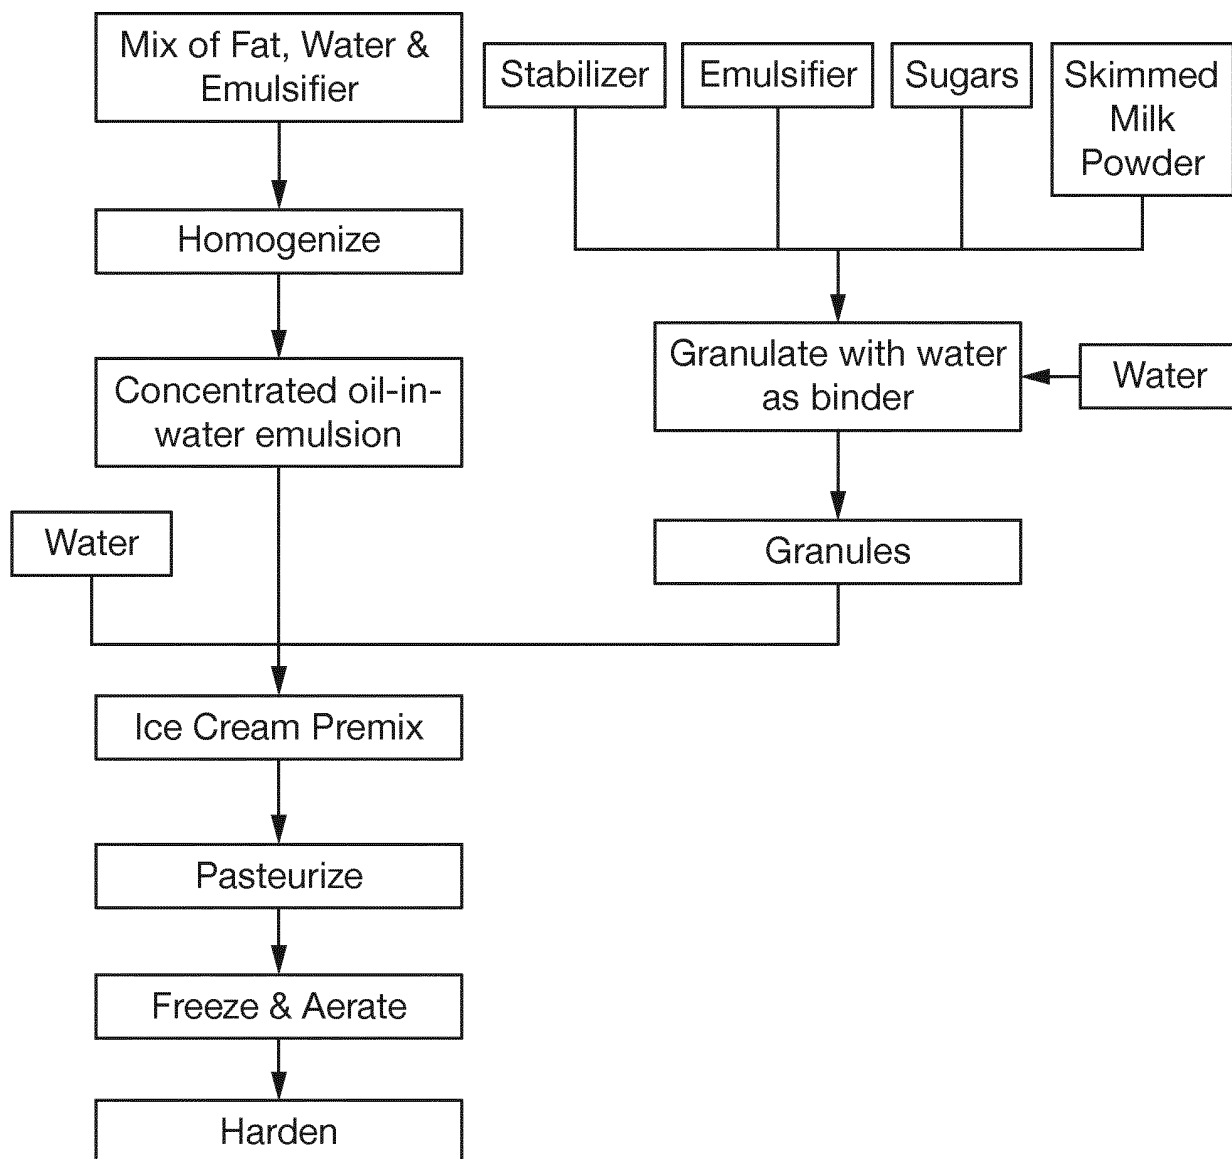 Mix of Fat, Water &
Emulsifier
Stabilizer
Emulsifier
Sugars
Skimmed
Milk
Powder
Homogenize
Granulate with water
as binder
Water
Concentrated oil-in-
water emulsion
Water
Granules
Ice Cream Premix
Pasteurize
Freeze & Aerate
Harden